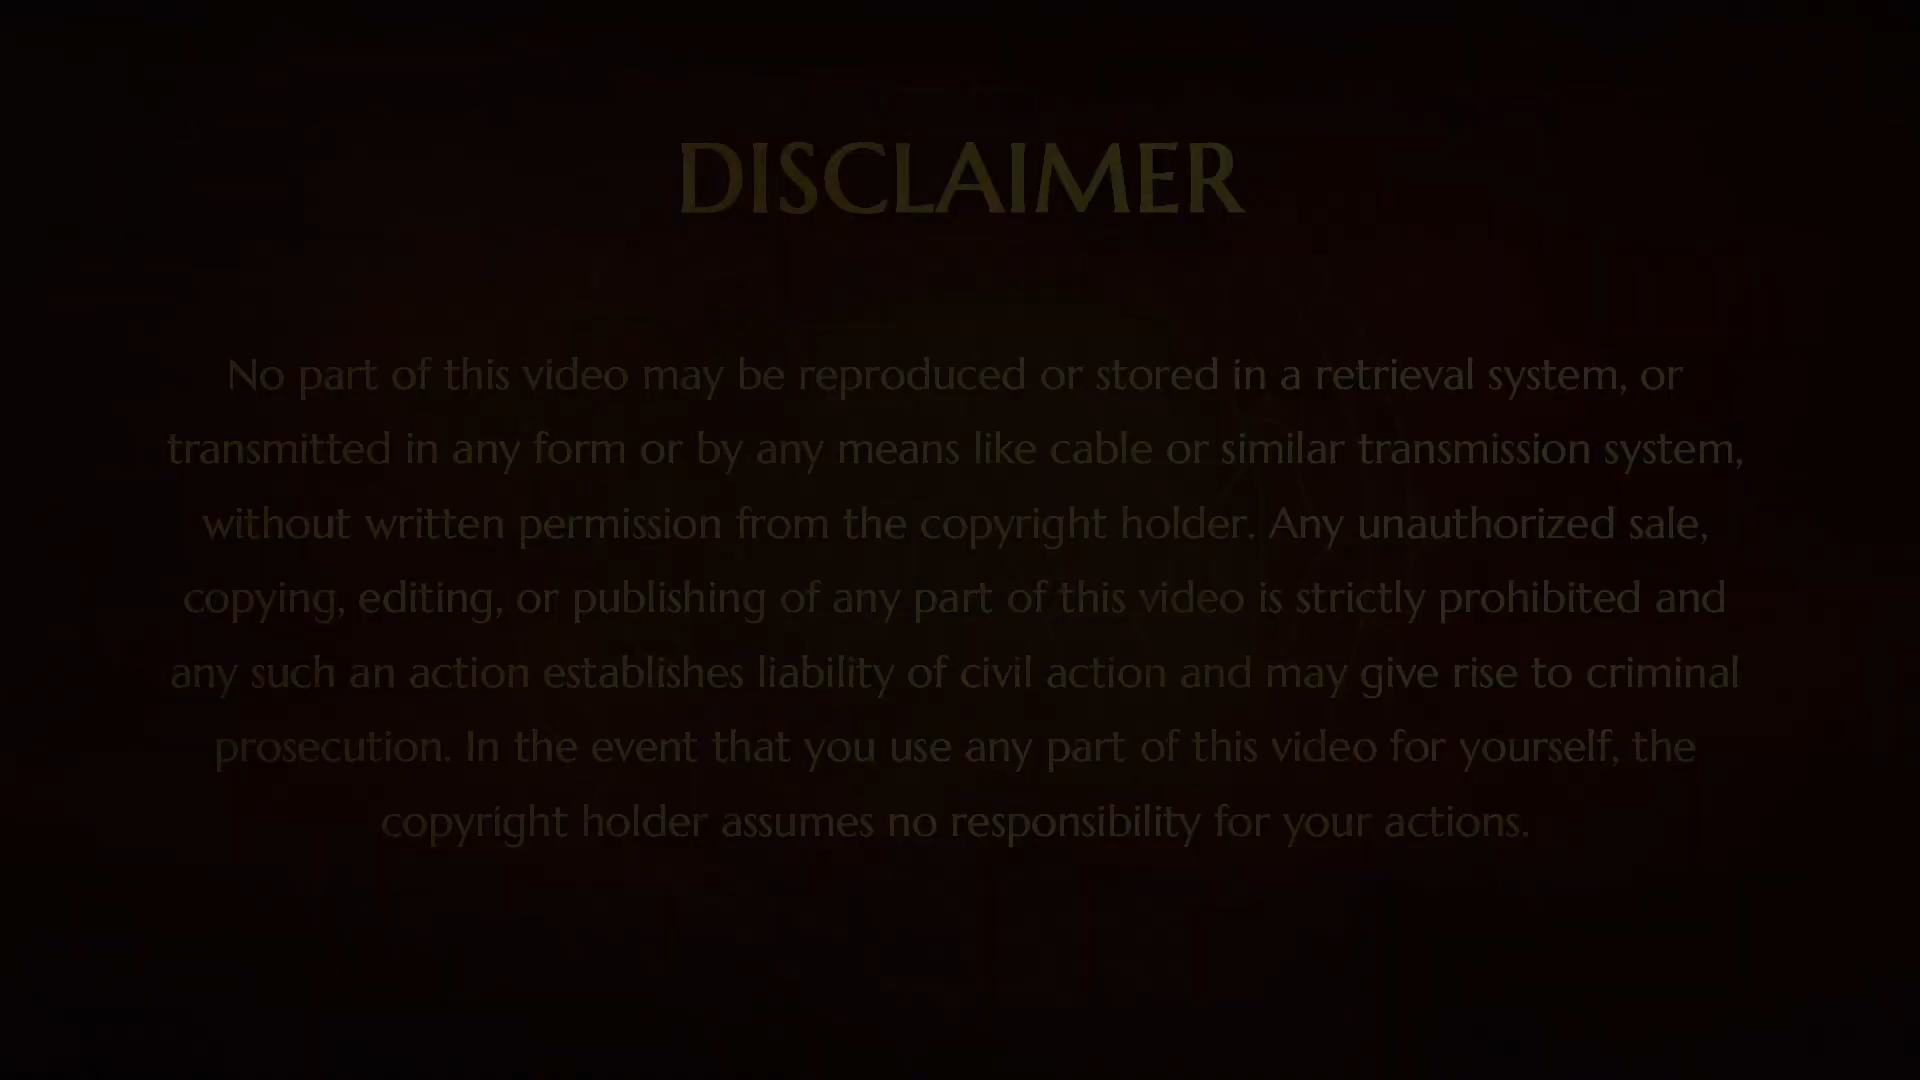 DISCLAIMER
No part of this video may be reproduced or stored in a retrieval system, or
transmitted in any form or by any means like cable or similar transmission system,
without written permission from the copyright holder. Any unauthorized sale,
copying, editing, or publishing of any part of this video is strictly prohibited and
any such an action establishes liability of civil action and may give rise to criminal
prosecution. In the event that you use any part of this video for yourself, the
copyright holder assumes no responsibility for your actions.